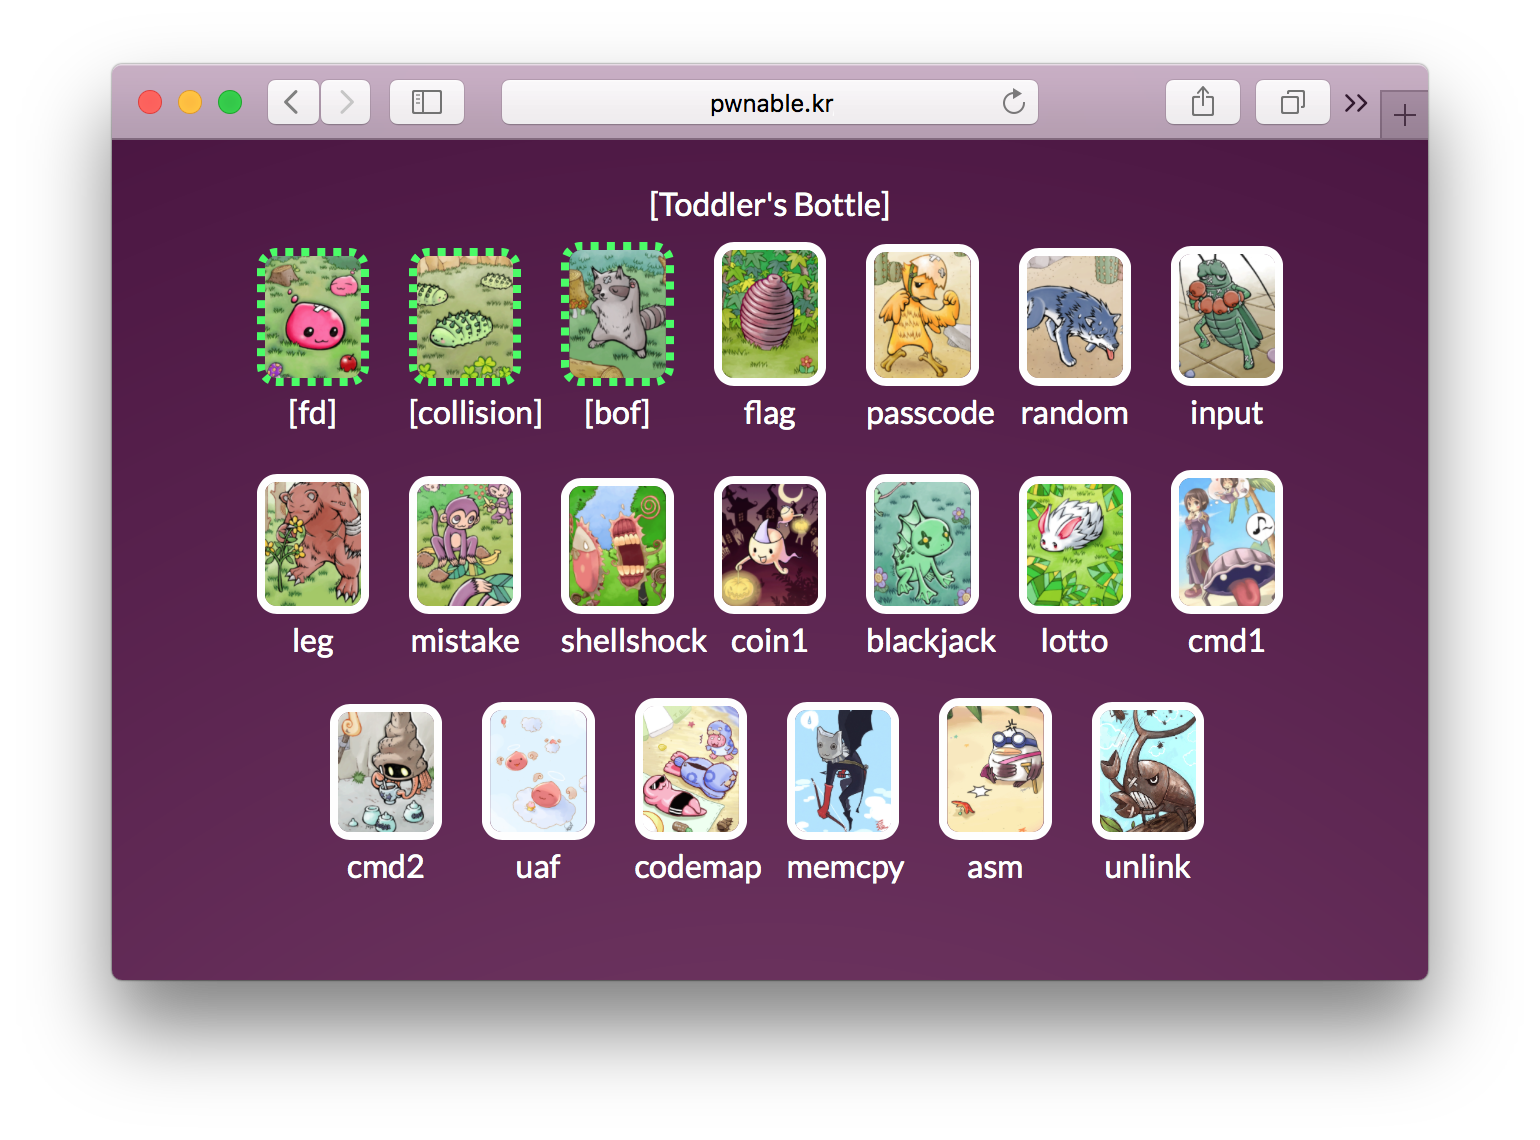 pwnable.kr
[Toddler's Bottle]
[fd] [collision] [bof] flag passcode random input
leg mistake shellshock coin1 blackjack lotto cmd1
cmd2 uaf codemap memcpy asm unlink